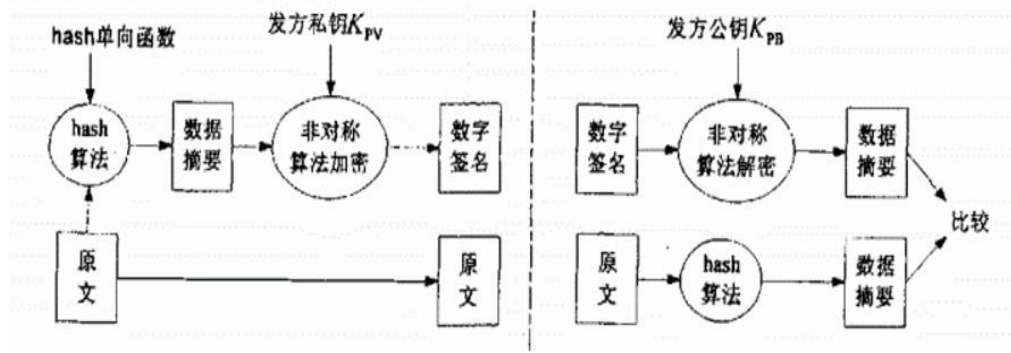 hash单向函数
发方私钥KPV
hash
算法
数据
摘要
非对称
算法加密
数字
签名
原
文
原
文
发方公钥KPB
数字
签名
非对称
算法解密
数据
摘要
比较
原
文
hash
算法
数据
摘要